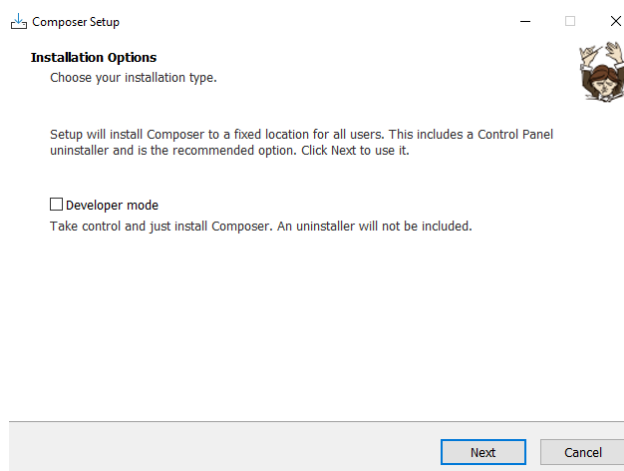 Composer Setup
Installation Options
Choose your installation type.
Setup will install Composer to a fixed location for all users. This includes a Control Panel
uninstaller and is the recommended option. Click Next to use it.
Developer mode
Take control and just install Composer. An uninstaller will not be included.
Next
Cancel